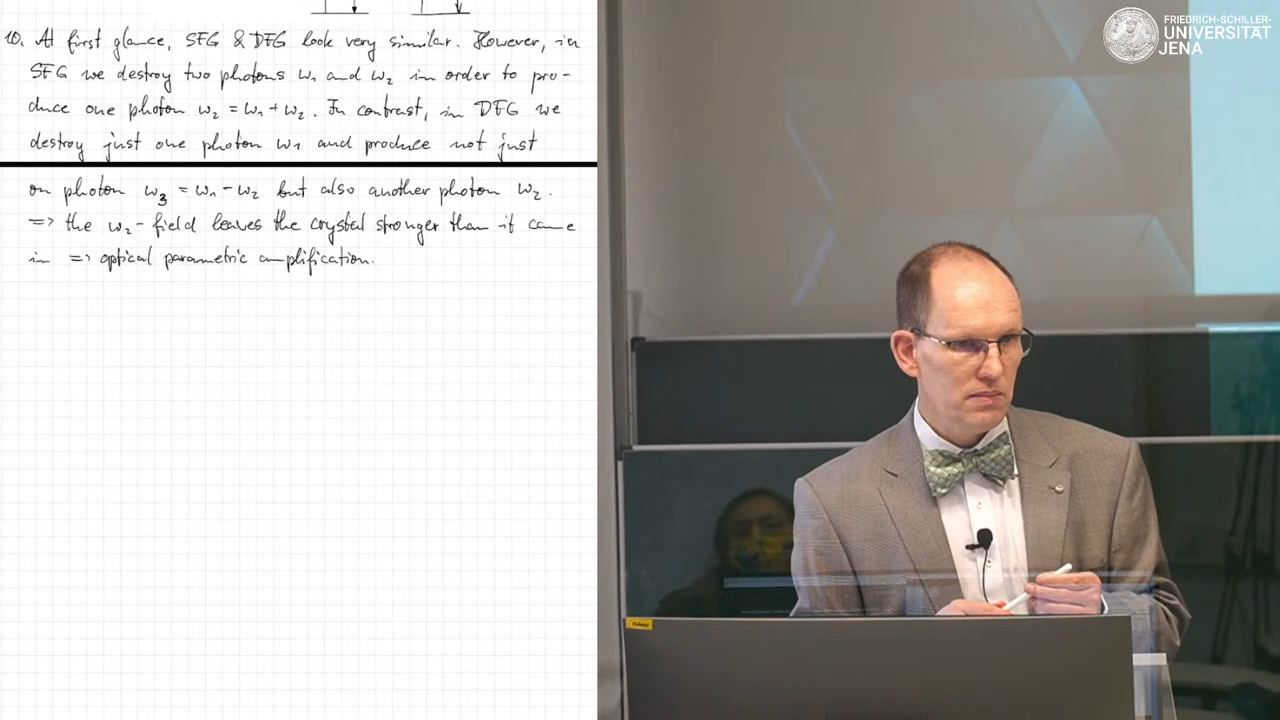 10. At first glance, SFG & DFG look very similar. However, in
SFG we destroy two photons ω1 and ω2 in order to pro-
duce one photon ω2 = ω1 + ω2. In contrast, in DFG we
destroy just one photon ω1 and produce not just
on photon ω3 = ω1 - ω2 but also another photon ω2.
=> the ω2-field leaves the crystal stronger than it came
in => optical parametric amplification.
FRIEDRICH-SCHILLER-
UNIVERSITÄT
JENA